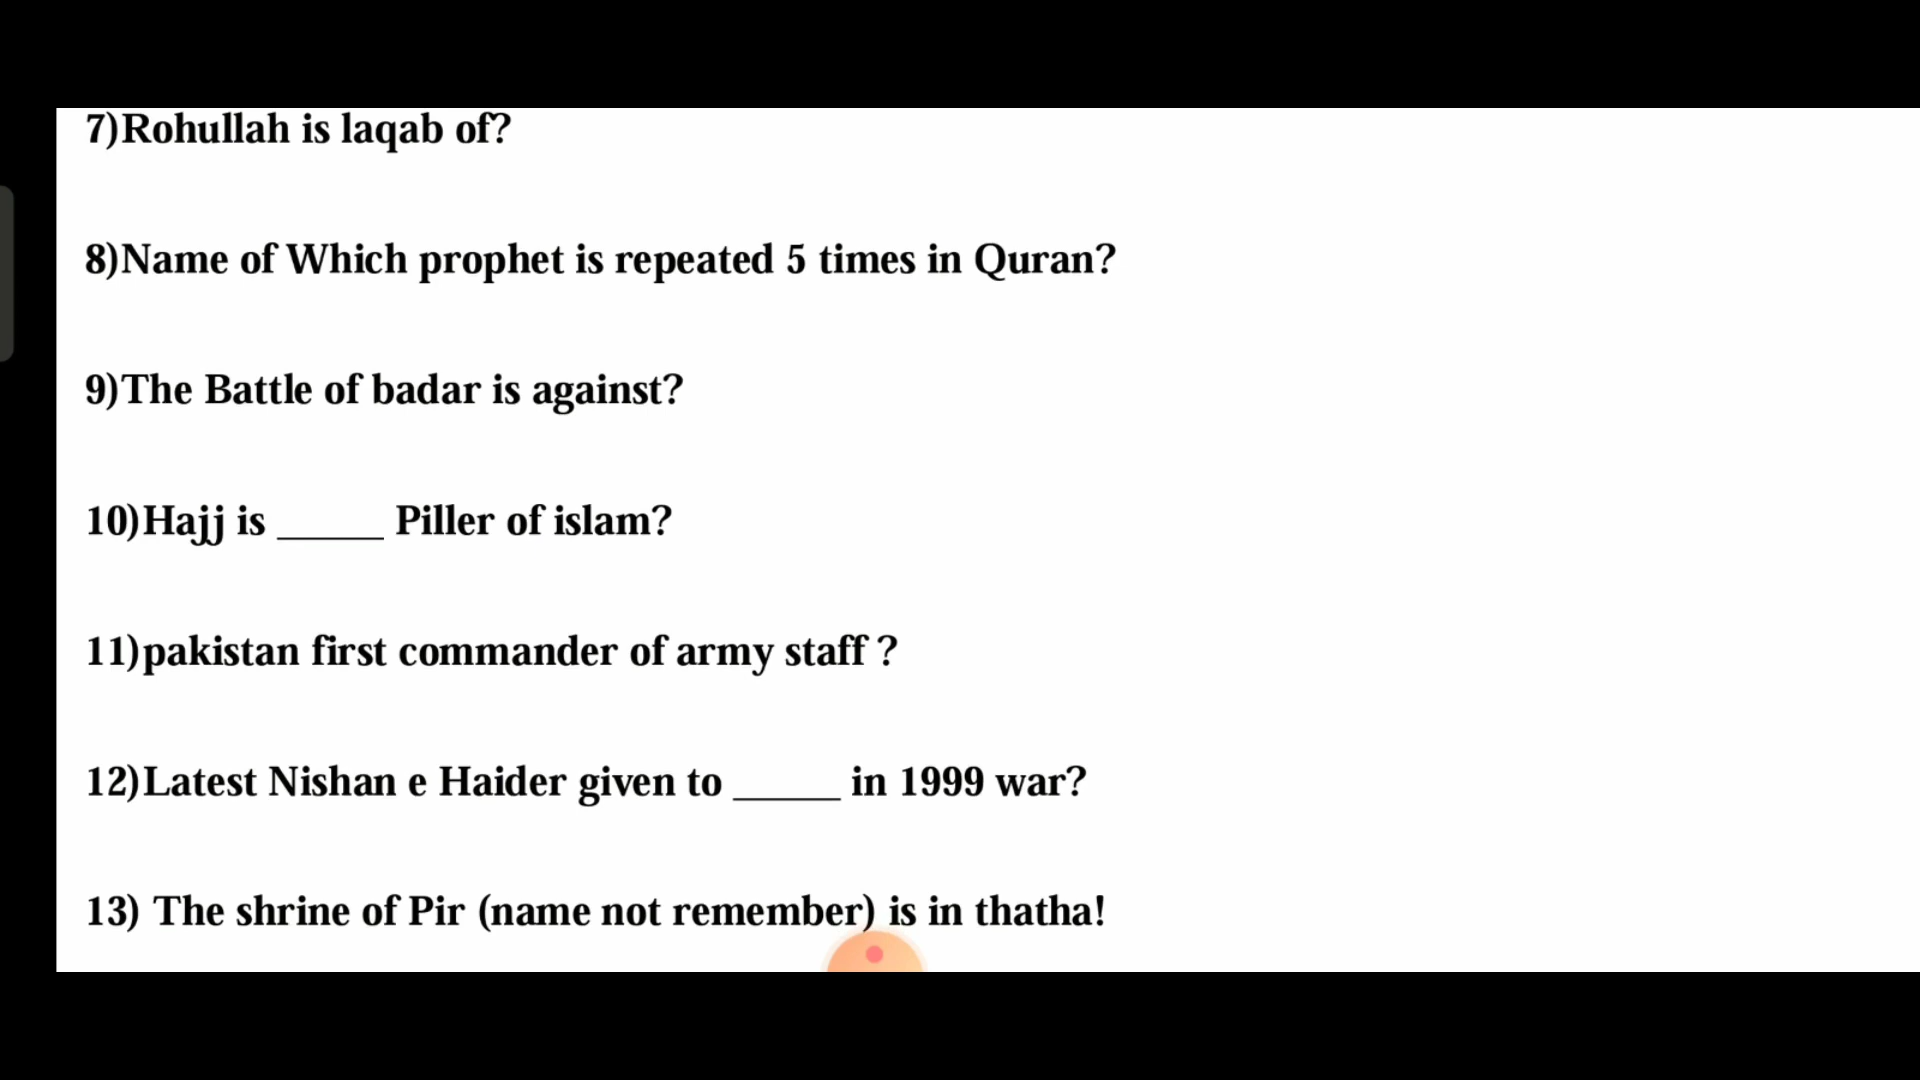 7)Rohullah is laqab of?
8)Name of Which prophet is repeated 5 times in Quran?
9)The Battle of badar is against?
10)Hajj is _____ Piller of islam?
11)pakistan first commander of army staff ?
12)Latest Nishan e Haider given to _____ in 1999 war?
13) The shrine of Pir (name not remember) is in thatha!